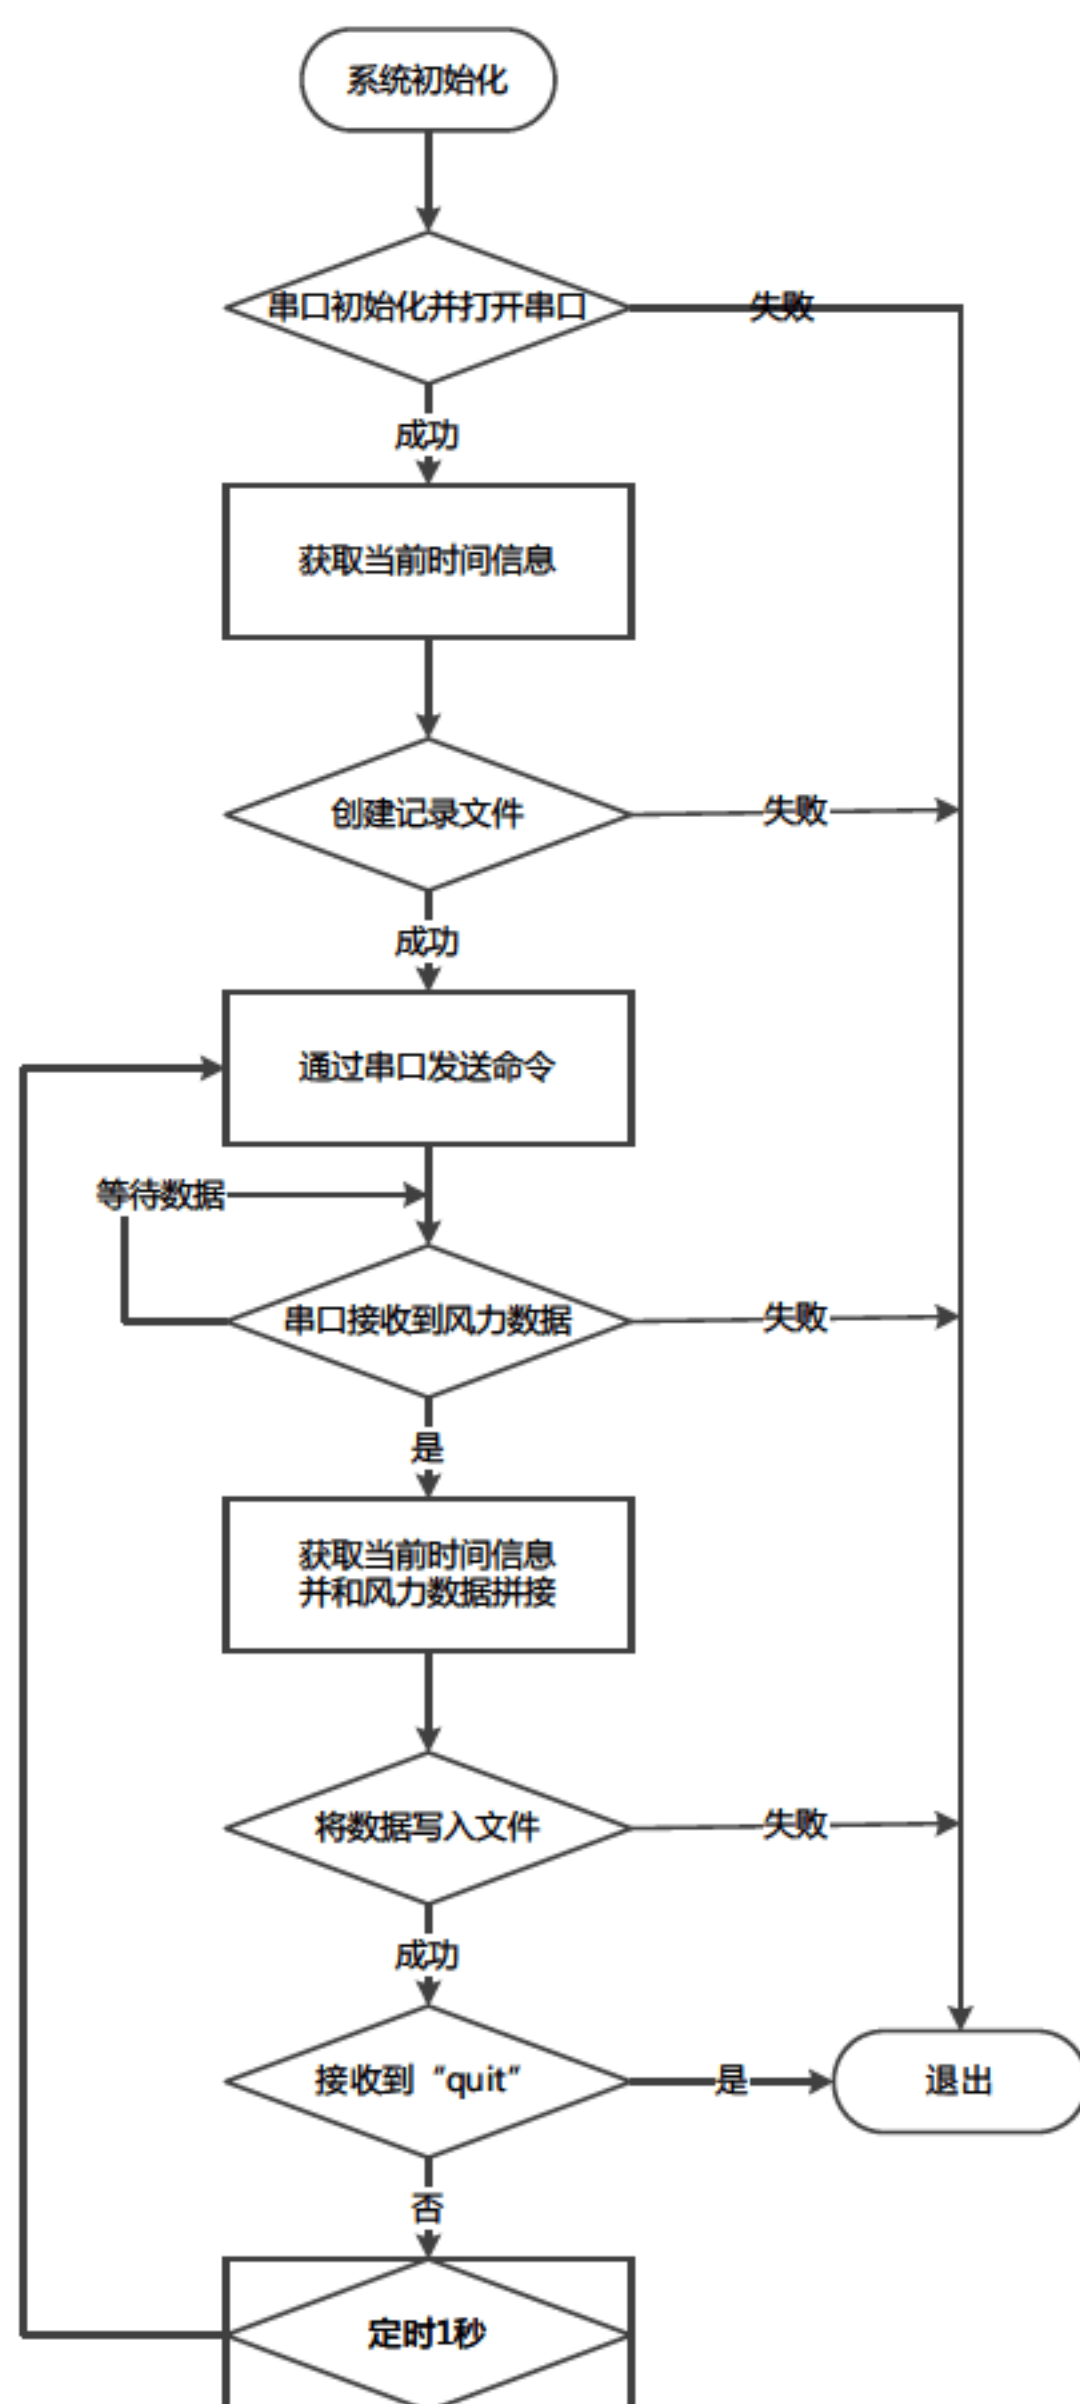 系统初始化
串口初始化并打开串口
失败
成功
获取当前时间信息
创建记录文件
失败
成功
通过串口发送命令
等待数据
串口接收到风力数据
失败
是
获取当前时间信息
并和风力数据拼接
将数据写入文件
失败
成功
接收到“quit”
是
退出
否
定时1秒